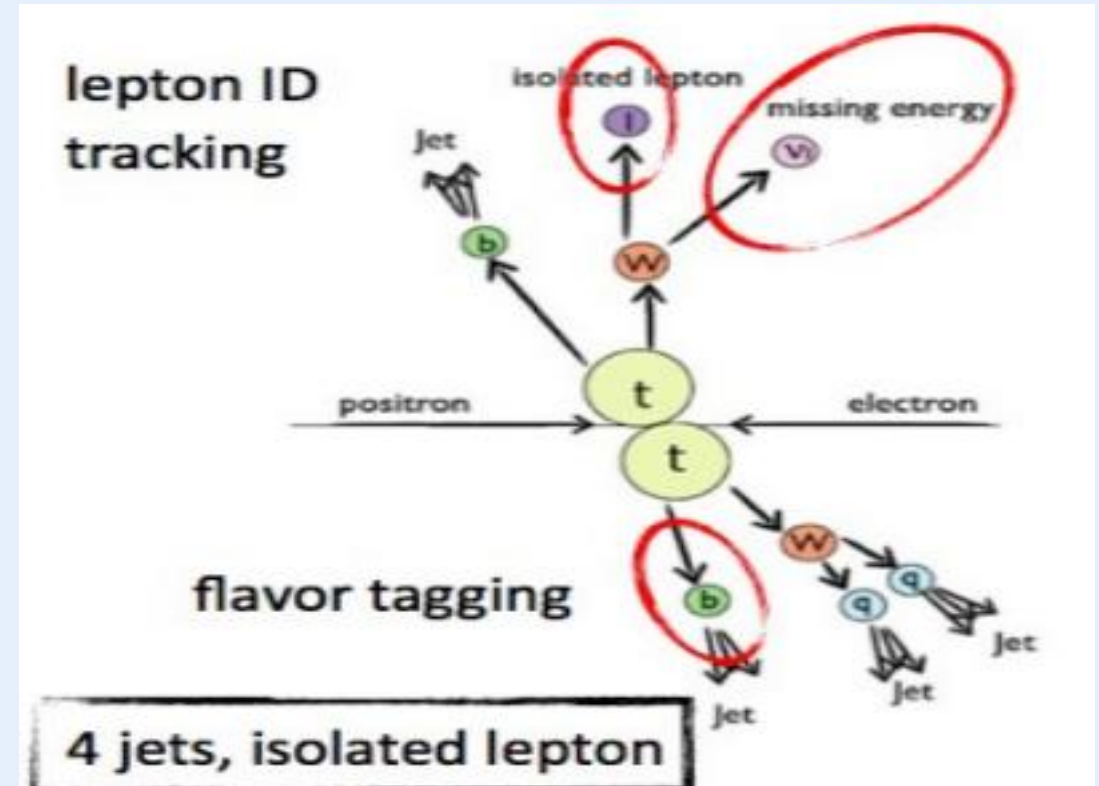 lepton ID
tracking
isolated lepton
missing energy
Jet
l
b
W
t
positron
electron
t
W
flavor tagging
b
q
q
Jet
Jet
Jet
4 jets, isolated lepton